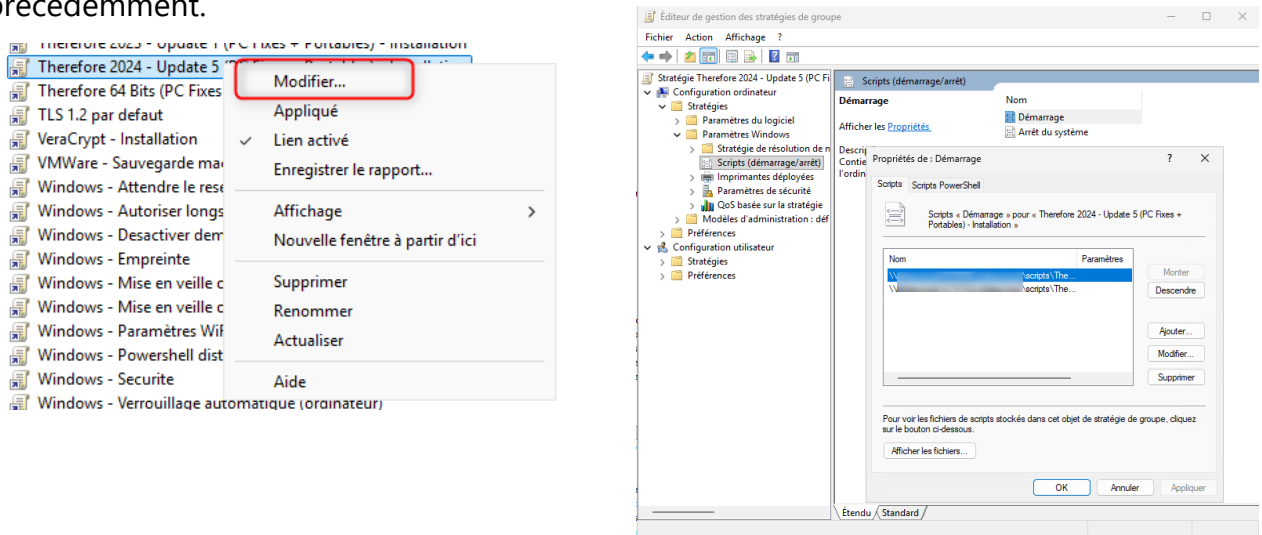 précédemment.
Therefore 2023 - Update 1 (PC Fixes + Portables) - Installation
Therefore 2024 - Update 5
Therefore 64 Bits (PC Fixes
TLS 1.2 par defaut
VeraCrypt - Installation
VMWare - Sauvegarde ma
Windows - Attendre le rese
Windows - Autoriser longs
Windows - Desactiver dem
Windows - Empreinte
Windows - Mise en veille
Windows - Mise en veille
Windows - Paramètres WiF
Windows - Powershell dist
Windows - Securite
Windows - Verrouillage automatique (ordinateur)
Modifier...
Appliqué
Lien activé
Enregistrer le rapport...
Affichage
Nouvelle fenêtre à partir d'ici
Supprimer
Renommer
Actualiser
Aide
Éditeur de gestion des stratégies de groupe
Fichier Action Affichage ?
Stratégie Therefore 2024 - Update 5 (PC Fi
Configuration ordinateur
Stratégies
Paramètres du logiciel
Paramètres Windows
Stratégie de résolution de n
Scripts (démarrage/arrêt)
Imprimantes déployées
Paramètres de sécurité
QoS basée sur la stratégie
Modèles d'administration : déf
Préférences
Configuration utilisateur
Stratégies
Préférences
Scripts (démarrage/arrêt)
Démarrage
Afficher les Propriétés
Descrip
Contie
l'ordin
Nom
Démarrage
Arrêt du système
Propriétés de : Démarrage ? X
Scripts Scripts PowerShell
Scripts « Démarrage » pour « Therefore 2024 - Update 5 (PC Fixes +
Portables) - Installation »
Nom Paramètres
\\ \scripts\The...
\\ \scripts\The...
Monter
Descendre
Ajouter...
Modifier...
Supprimer
Pour voir les fichiers de scripts stockés dans cet objet de stratégie de groupe, cliquez
sur le bouton ci-dessous.
Afficher les fichiers...
OK Annuler Appliquer
Étendu Standard